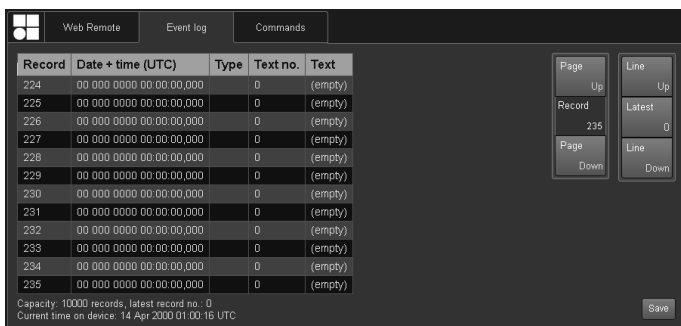 Web Remote Event log Commands
Record Date + time (UTC) Type Text no. Text
224 00 000 0000 00:00:00,000 0 (empty)
225 00 000 0000 00:00:00,000 0 (empty)
226 00 000 0000 00:00:00,000 0 (empty)
227 00 000 0000 00:00:00,000 0 (empty)
228 00 000 0000 00:00:00,000 0 (empty)
229 00 000 0000 00:00:00,000 0 (empty)
230 00 000 0000 00:00:00,000 0 (empty)
231 00 000 0000 00:00:00,000 0 (empty)
232 00 000 0000 00:00:00,000 0 (empty)
233 00 000 0000 00:00:00,000 0 (empty)
234 00 000 0000 00:00:00,000 0 (empty)
235 00 000 0000 00:00:00,000 0 (empty)
Capacity: 10000 records, latest record no.: 0
Current time on device: 14 Apr 2000 01:00:16 UTC
Page
Up
Record
235
Page
Down
Line
Up
Latest
0
Line
Down
Save